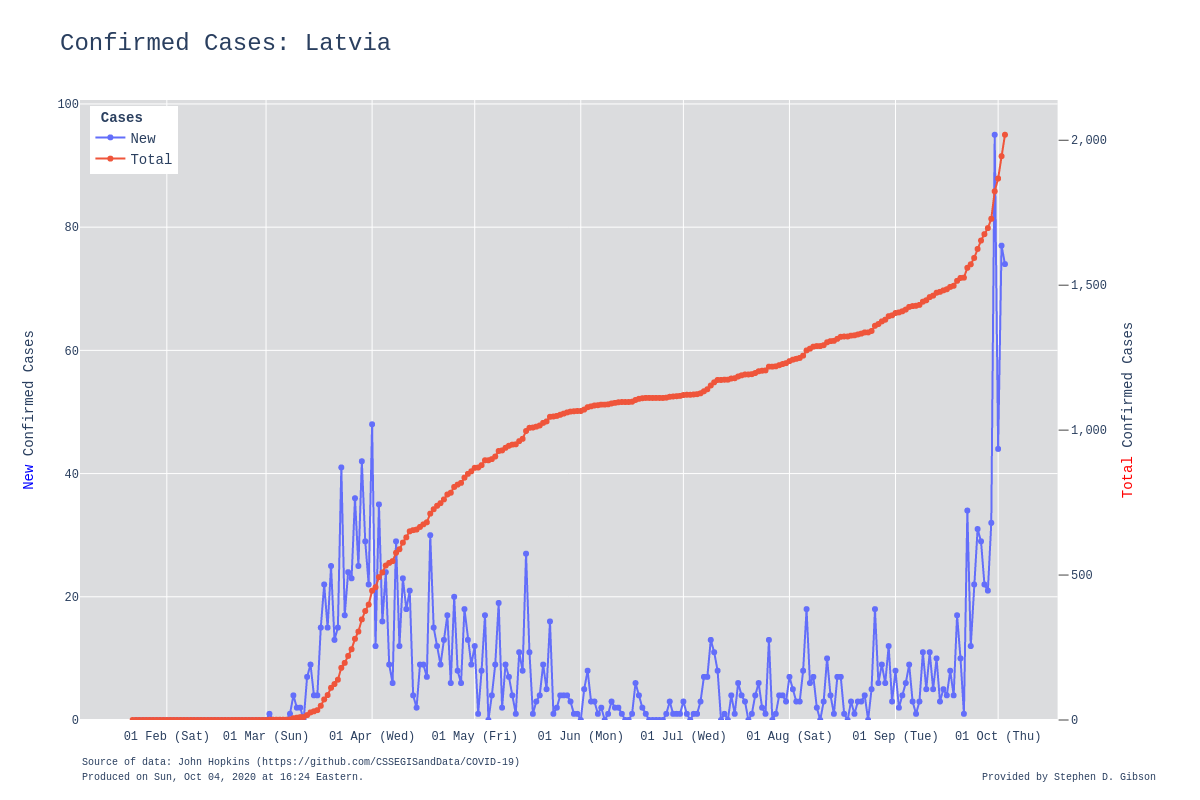 Confirmed Cases: Latvia
Cases
New
Total
100
80
60
40
20
0
2,000
1,500
1,000
500
0
New Confirmed Cases
Total Confirmed Cases
01 Feb (Sat) 01 Mar (Sun) 01 Apr (Wed) 01 May (Fri) 01 Jun (Mon) 01 Jul (Wed) 01 Aug (Sat) 01 Sep (Tue) 01 Oct (Thu)
Source of data: John Hopkins (https://github.com/CSSEGISandData/COVID-19)
Produced on Sun, Oct 04, 2020 at 16:24 Eastern.
Provided by Stephen D. Gibson